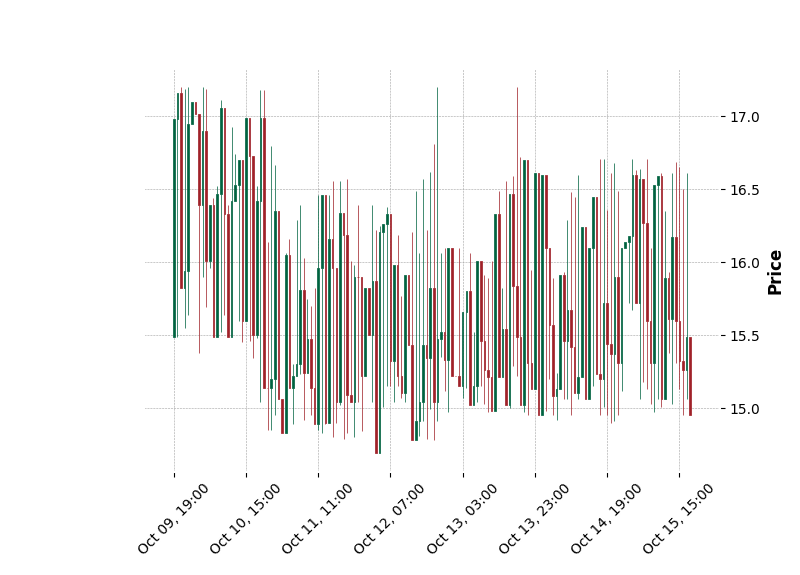 17.0
16.5
16.0
15.5
15.0
Price
Oct 09, 19:00
Oct 10, 15:00
Oct 11, 11:00
Oct 12, 07:00
Oct 13, 03:00
Oct 13, 23:00
Oct 14, 19:00
Oct 15, 15:00